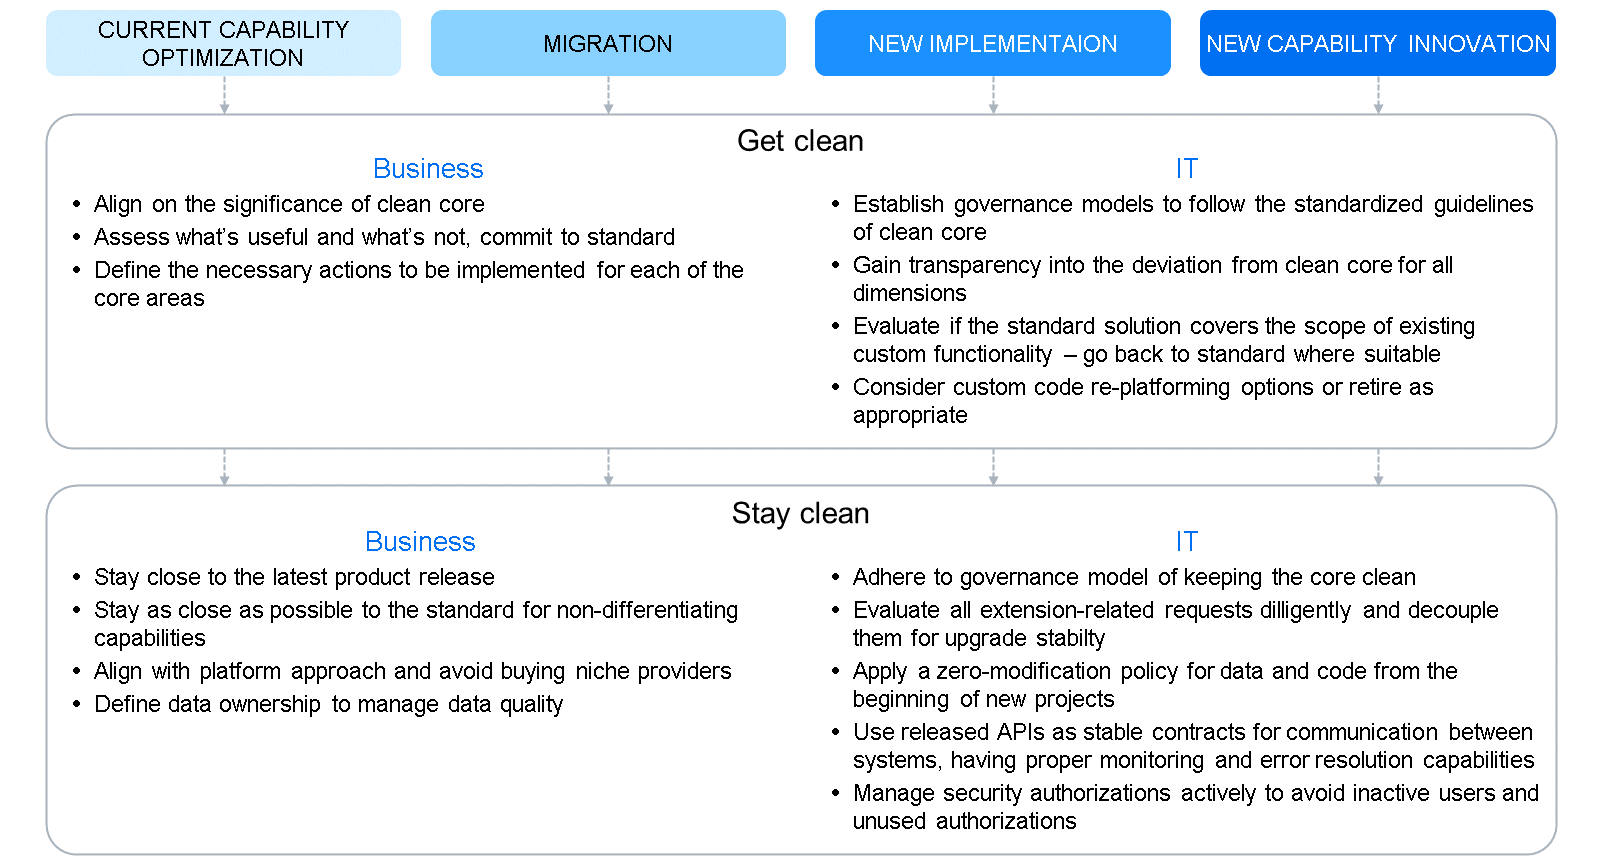 CURRENT CAPABILITY
OPTIMIZATION
MIGRATION
NEW IMPLEMENTAION
NEW CAPABILITY INNOVATION
Get clean
Business
• Align on the significance of clean core
• Assess what's useful and what's not, commit to standard
• Define the necessary actions to be implemented for each of the
core areas
IT
• Establish governance models to follow the standardized guidelines
of clean core
• Gain transparency into the deviation from clean core for all
dimensions
• Evaluate if the standard solution covers the scope of existing
custom functionality – go back to standard where suitable
• Consider custom code re-platforming options or retire as
appropriate
Stay clean
Business
• Stay close to the latest product release
• Stay as close as possible to the standard for non-differentiating
capabilities
• Align with platform approach and avoid buying niche providers
• Define data ownership to manage data quality
IT
• Adhere to governance model of keeping the core clean
• Evaluate all extension-related requests dilligently and decouple
them for upgrade stabilty
• Apply a zero-modification policy for data and code from the
beginning of new projects
• Use released APIs as stable contracts for communication between
systems, having proper monitoring and error resolution capabilities
• Manage security authorizations actively to avoid inactive users and
unused authorizations